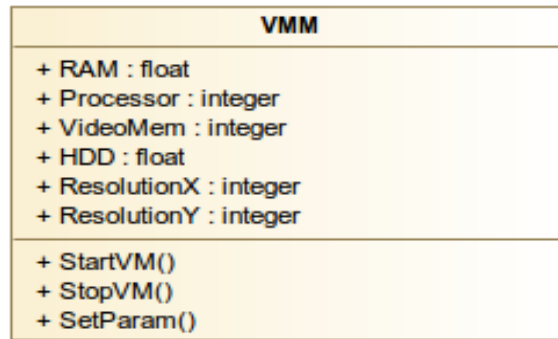 VMM
+ RAM : float
+ Processor : integer
+ VideoMem : integer
+ HDD : float
+ ResolutionX : integer
+ ResolutionY : integer
+ StartVM()
+ StopVM()
+ SetParam()